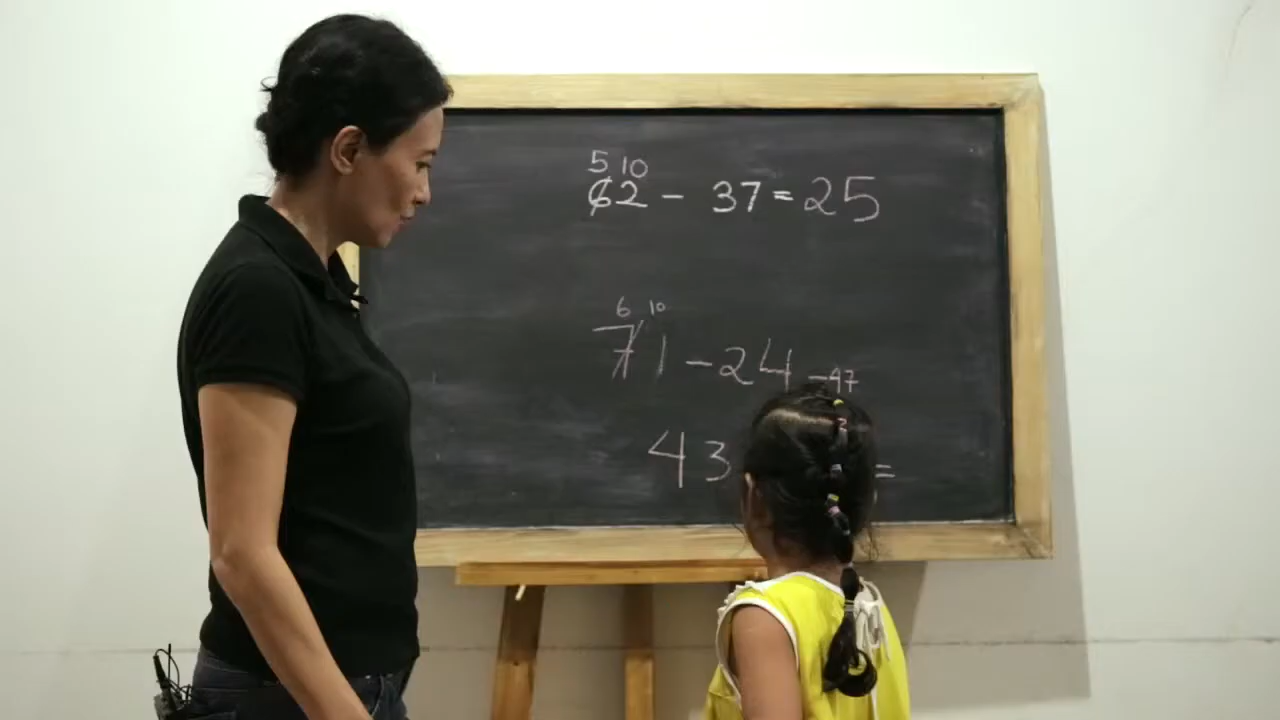 5 10
62 - 37 = 25
6 10
71 - 24 = 47
43 =